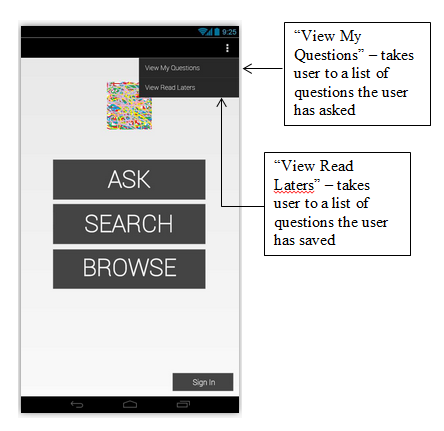 9:25
View My Questions
View Read Laters
ASK
SEARCH
BROWSE
Sign In
“View My
Questions” – takes
user to a list of
questions the user
has asked
“View Read
Laters” – takes
user to a list of
questions the user
has saved